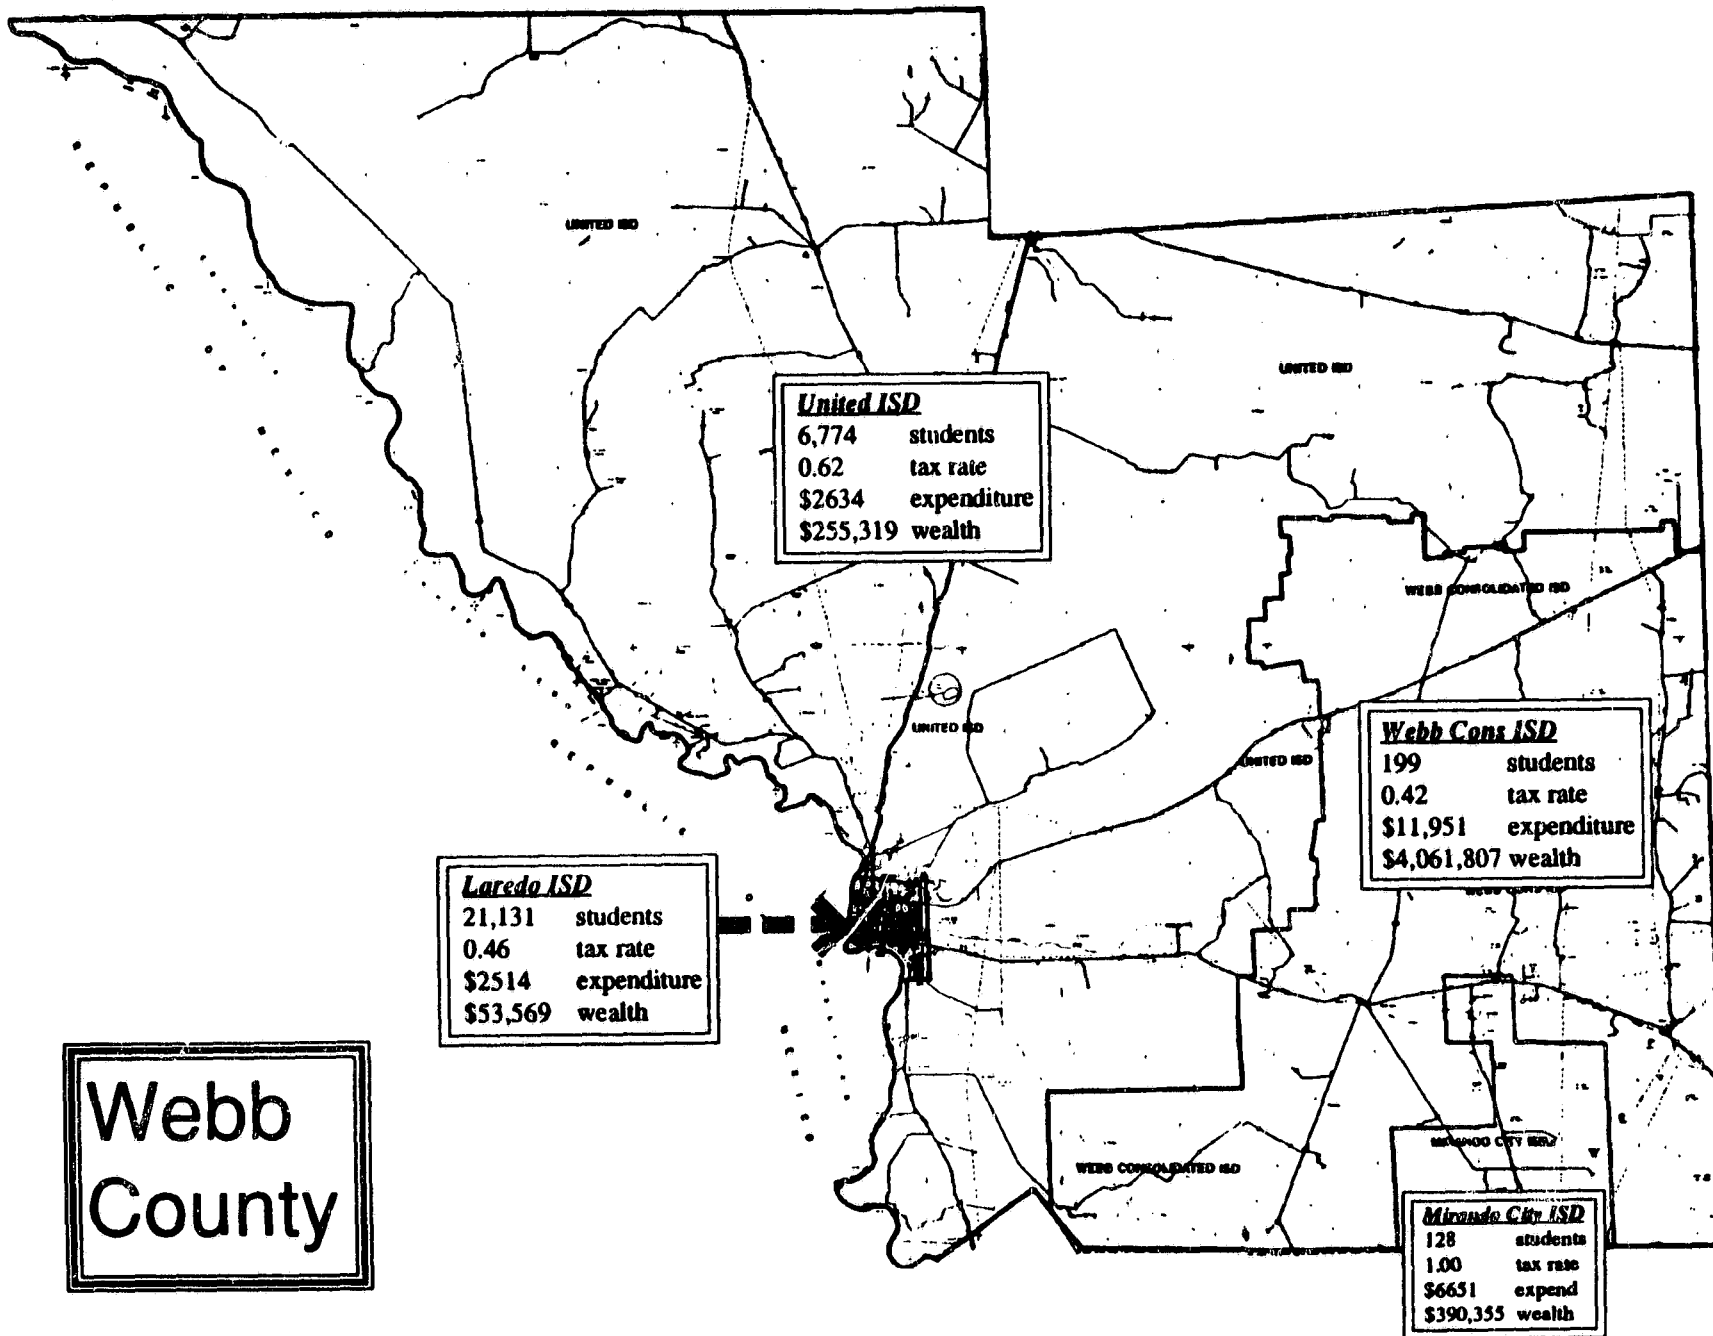 UNITED ISD
UNITED ISD
United ISD
6,774 students
0.62 tax rate
$2634 expenditure
$255,319 wealth
WEBB CONSOLIDATED ISD
UNITED ISD
UNITED ISD
Webb Cons ISD
199 students
0.42 tax rate
$11,951 expenditure
$4,061,807 wealth
Laredo ISD
21,131 students
0.46 tax rate
$2514 expenditure
$53,569 wealth
Webb
County
MIRANDO CITY ISD
WEBB CONSOLIDATED ISD
Mirando City ISD
128 students
1.00 tax rate
$6651 expend
$390,355 wealth